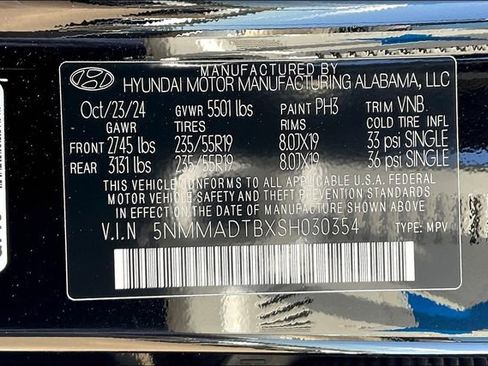 MANUFACTURED BY
HYUNDAI MOTOR MANUFACTURING ALABAMA, LLC
Oct/23/24 GVWR 5501 lbs PAINT PH3 TRIM VNB
GAWR TIRES RIMS COLD TIRE INFL
FRONT 2745 lbs 235/55R19 8.07X19 33 psi SINGLE
REAR 3131 lbs 235/55R19 8.07X19 36 psi SINGLE
THIS VEHICLE CONFORMS TO ALL APPLICABLE U.S.A. FEDERAL
MOTOR VEHICLE SAFETY AND THEFT PREVENTION STANDARDS
IN EFFECT ON THE DATE OF MANUFACTURE SHOWN ABOVE.
V.I.N 5NMMADTBXSH030354 TYPE: MPV